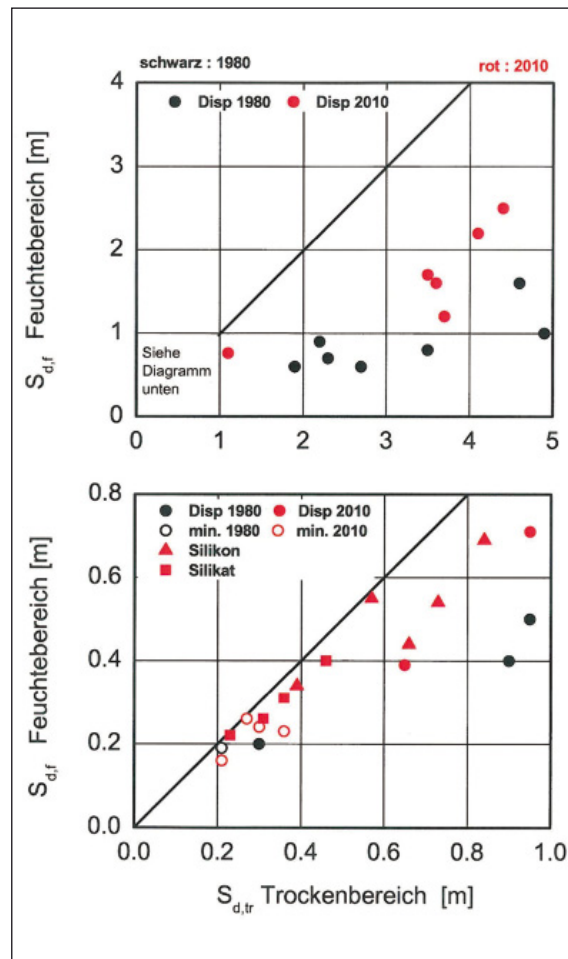 schwarz : 1980 rot : 2010
Disp 1980 Disp 2010
4
3
2
1
0
S_d,f Feuchtebereich [m]
Siehe
Diagramm
unten
0 1 2 3 4 5
Disp 1980 Disp 2010
min. 1980 min. 2010
Silikon
Silikat
0.8
0.6
0.4
0.2
0.0
S_d,f Feuchtebereich [m]
0.0 0.2 0.4 0.6 0.8 1.0
S_d,tr Trockenbereich [m]